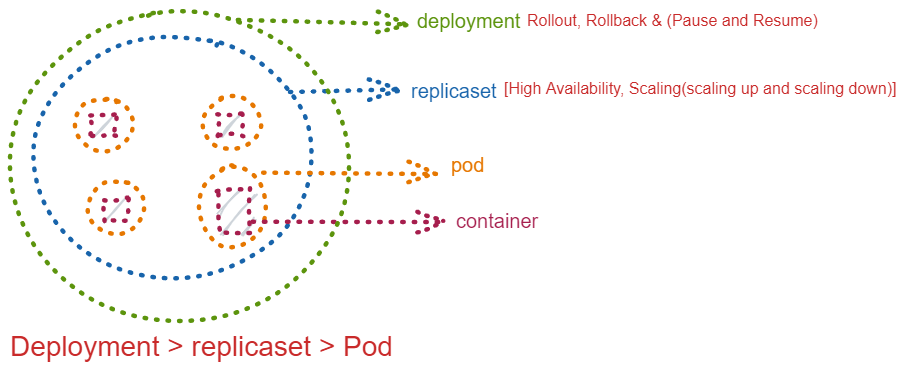 deployment Rollout, Rollback & (Pause and Resume)
replicaset [High Availability, Scaling(scaling up and scaling down)]
pod
container
Deployment > replicaset > Pod